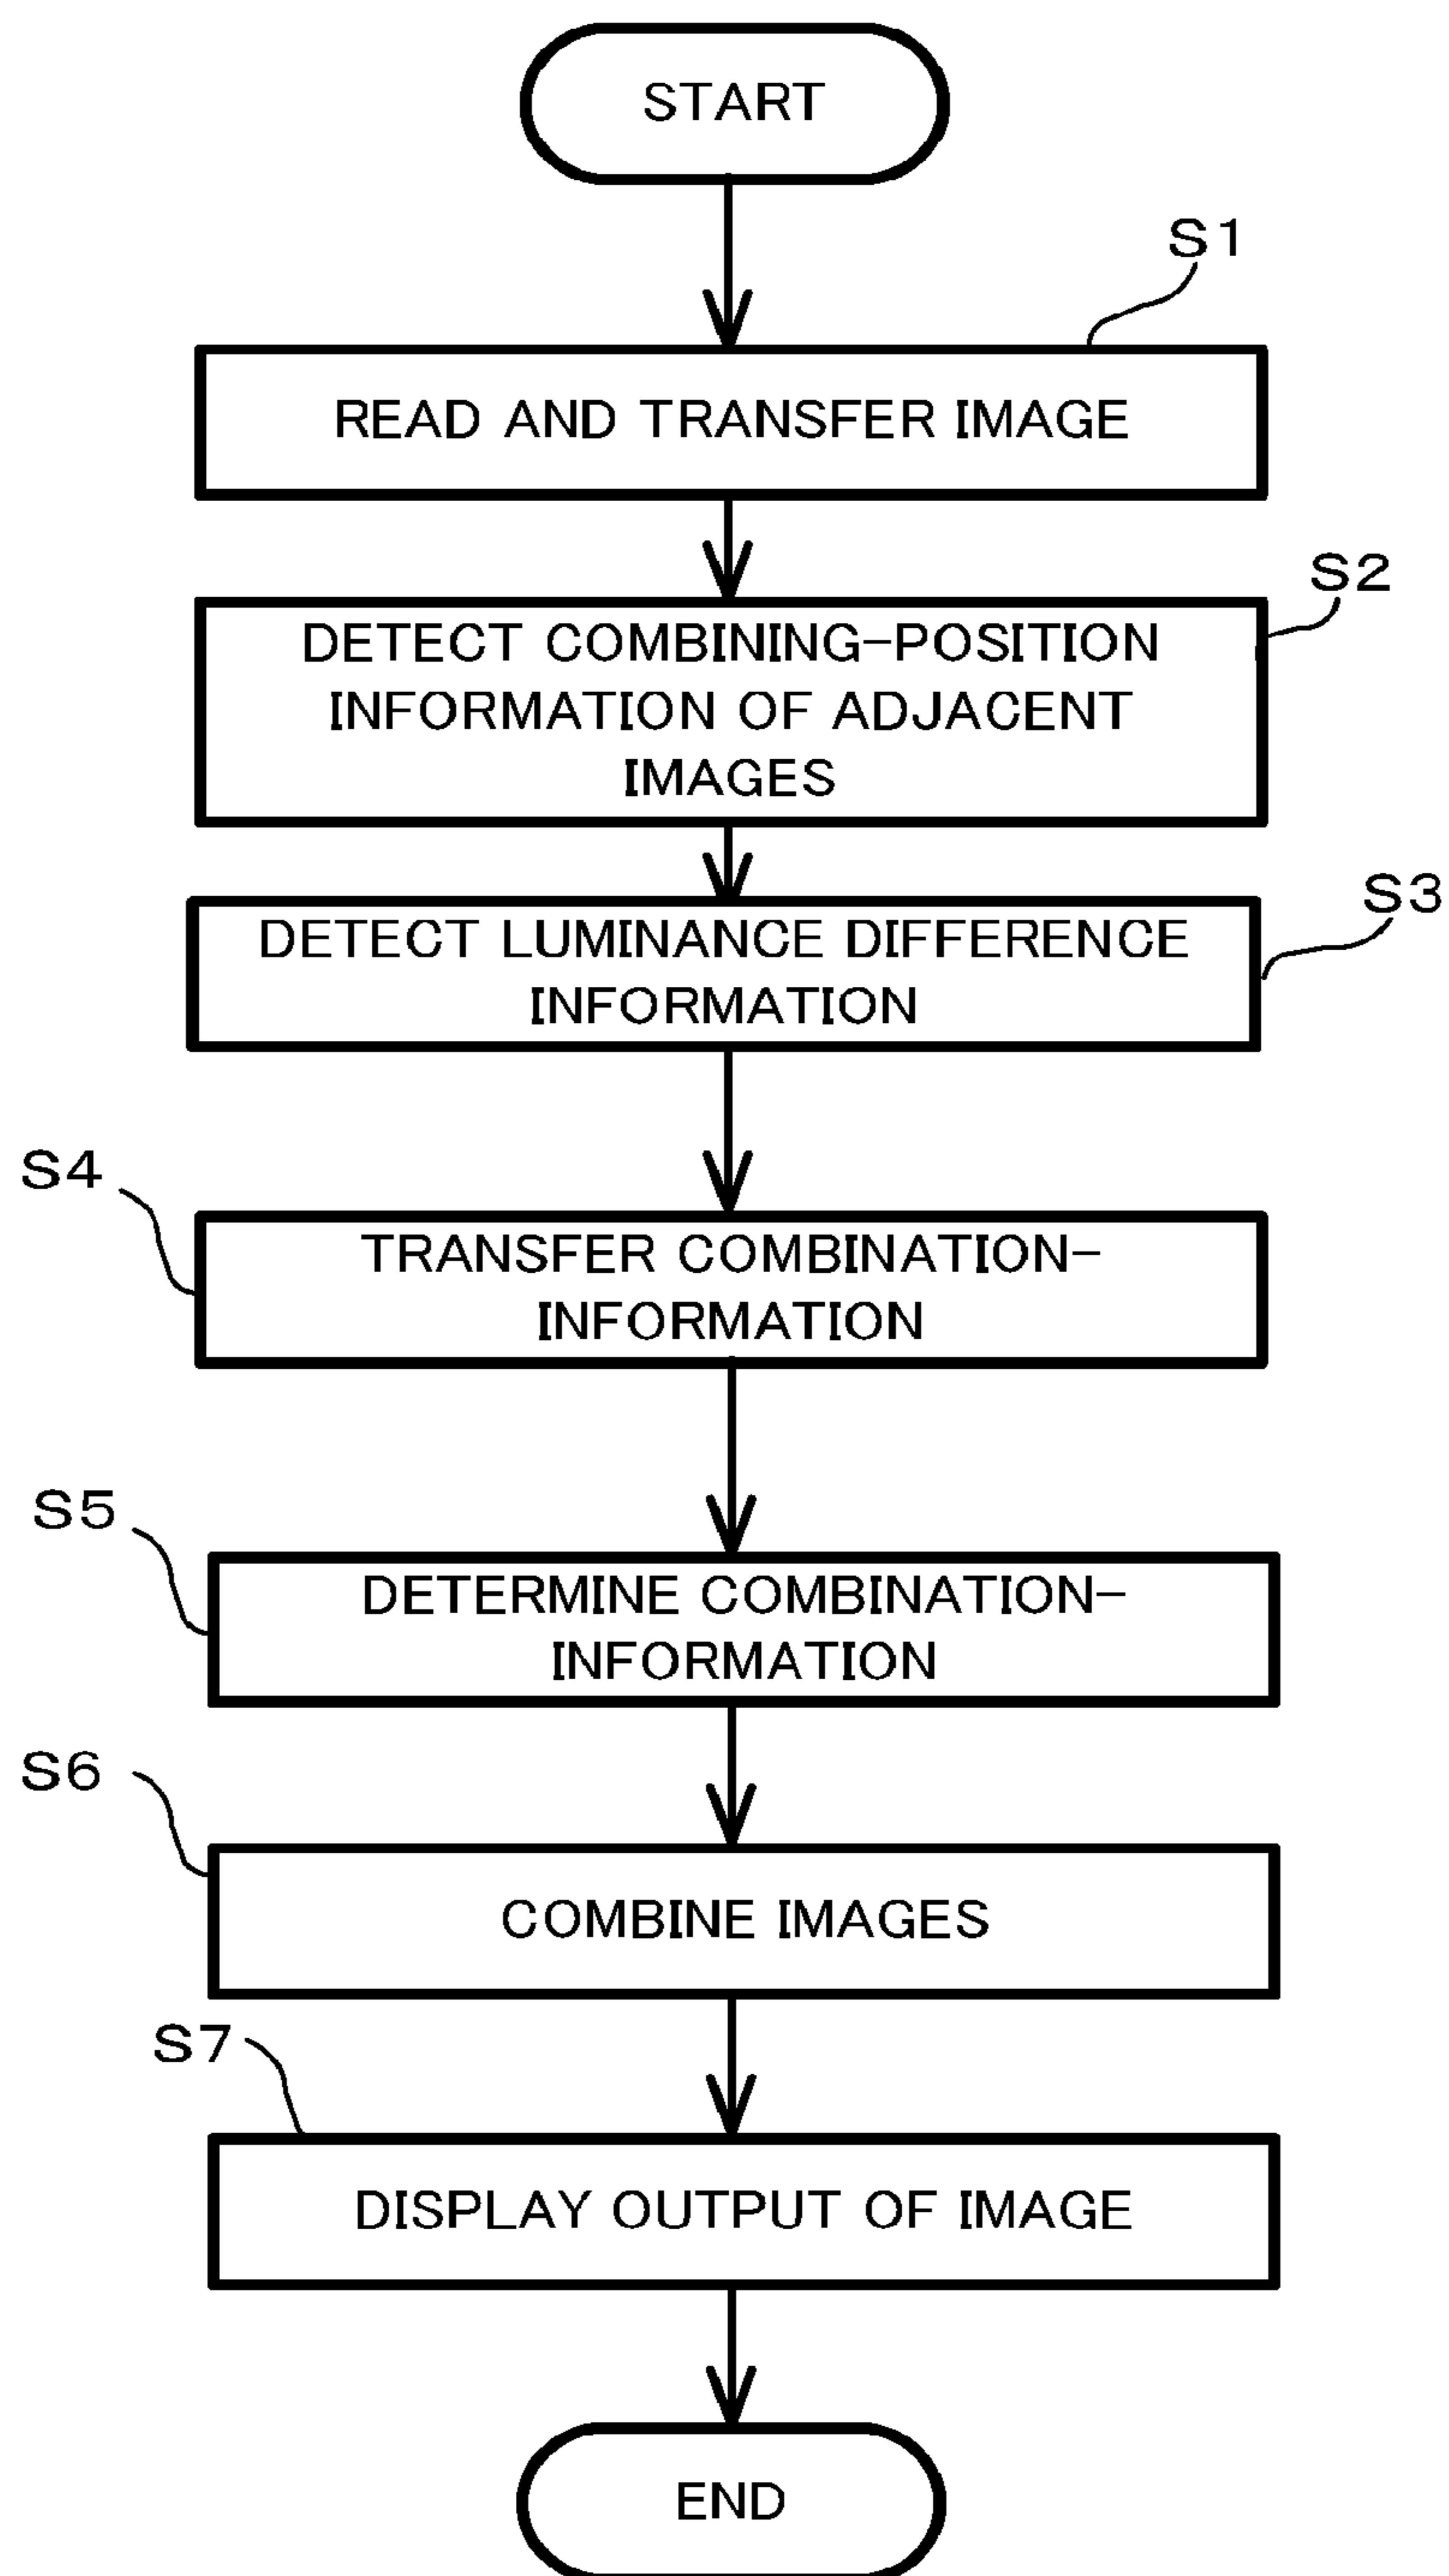 START
S1
READ AND TRANSFER IMAGE
S2
DETECT COMBINING-POSITION
INFORMATION OF ADJACENT
IMAGES
S3
DETECT LUMINANCE DIFFERENCE
INFORMATION
S4
TRANSFER COMBINATION-
INFORMATION
S5
DETERMINE COMBINATION-
INFORMATION
S6
COMBINE IMAGES
S7
DISPLAY OUTPUT OF IMAGE
END